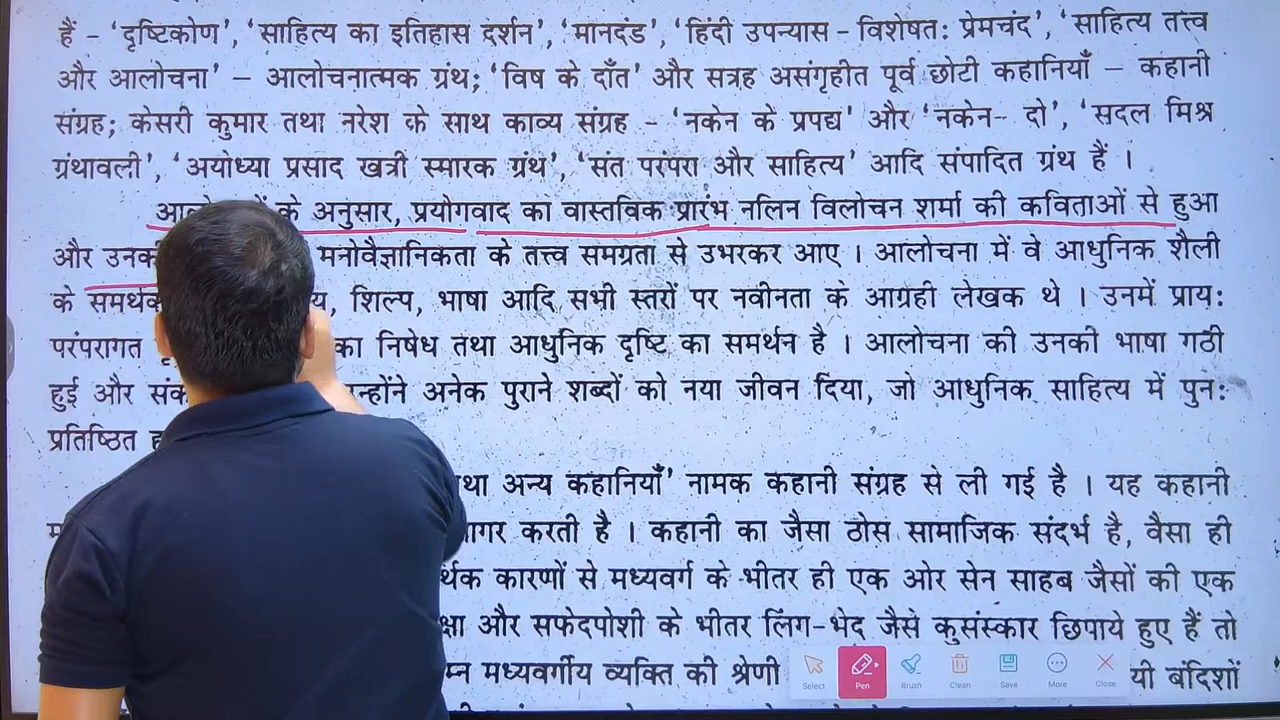 हैं – ‘दृष्टिकोण’, ‘साहित्य का इतिहास दर्शन’, ‘मानदंड’, ‘हिंदी उपन्यास – विशेषतः प्रेमचंद’, ‘साहित्य तत्त्व
और आलोचना’ – आलोचनात्मक ग्रंथ; ‘विष के दाँत’ और सत्रह असंगृहीत पूर्व छोटी कहानियाँ – कहानी
संग्रह; केसरी कुमार तथा नरेश के साथ काव्य संग्रह – ‘नकेन के प्रपद्य’ और ‘नकेन– दो’, ‘सदल मिश्र
ग्रंथावली’, ‘अयोध्या प्रसाद खत्री स्मारक ग्रंथ’, ‘संत परंपरा और साहित्य’ आदि संपादित ग्रंथ हैं ।
के अनुसार, प्रयोगवाद का वास्तविक प्रारंभ नलिन विलोचन शर्मा की कविताओं से हुआ
और मनोवैज्ञानिकता के तत्त्व समग्रता से उभरकर आए । आलोचना में वे आधुनिक शैली
के शिल्प, भाषा आदि सभी स्तरों पर नवीनता के आग्रही लेखक थे । उनमें प्रायः
परंपरागत का निषेध तथा आधुनिक दृष्टि का समर्थन है । आलोचना की उनकी भाषा गठी
हुई और अनेक पुराने शब्दों को नया जीवन दिया, जो आधुनिक साहित्य में पुनः
प्रतिष्ठित
अन्य कहानियाँ’ नामक कहानी संग्रह से ली गई है । यह कहानी
करती है । कहानी का जैसा ठोस सामाजिक संदर्भ है, वैसा ही
कारणों से मध्यवर्ग के भीतर ही एक ओर सेन साहब जैसों की एक
और सफेदपोशी के भीतर लिंग–भेद जैसे कुसंस्कार छिपाये हुए हैं तो
मध्यवर्गीय व्यक्ति की श्रेणी बंदिशों
Select Pen Brush Clean Save More Close